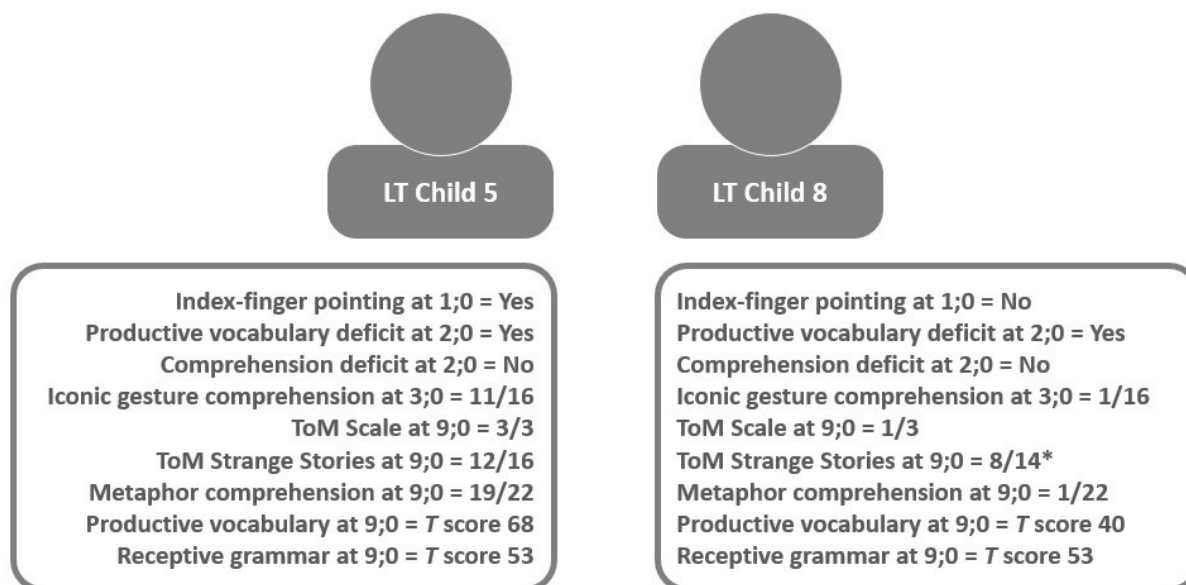 LT Child 5
Index-finger pointing at 1;0 = Yes
Productive vocabulary deficit at 2;0 = Yes
Comprehension deficit at 2;0 = No
Iconic gesture comprehension at 3;0 = 11/16
ToM Scale at 9;0 = 3/3
ToM Strange Stories at 9;0 = 12/16
Metaphor comprehension at 9;0 = 19/22
Productive vocabulary at 9;0 = T score 68
Receptive grammar at 9;0 = T score 53
LT Child 8
Index-finger pointing at 1;0 = No
Productive vocabulary deficit at 2;0 = Yes
Comprehension deficit at 2;0 = No
Iconic gesture comprehension at 3;0 = 1/16
ToM Scale at 9;0 = 1/3
ToM Strange Stories at 9;0 = 8/14*
Metaphor comprehension at 9;0 = 1/22
Productive vocabulary at 9;0 = T score 40
Receptive grammar at 9;0 = T score 53